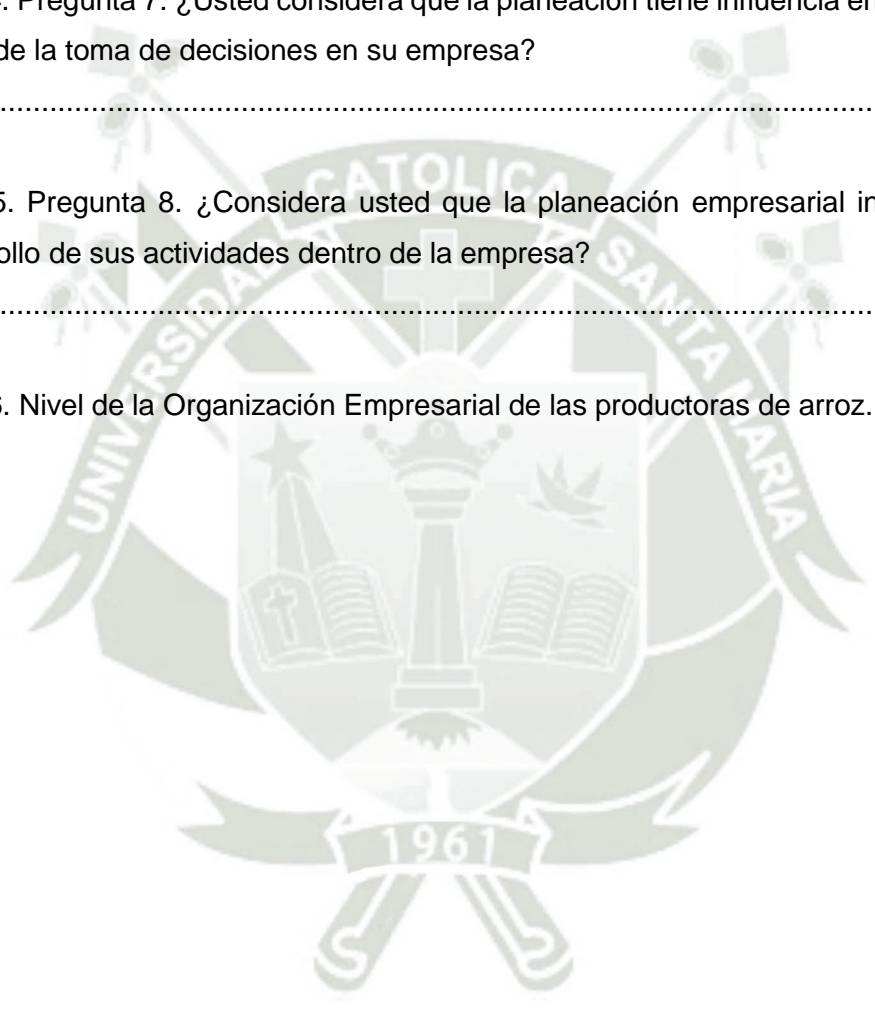 . Pregunta 7. ¿Usted considera que la planeación tiene influencia en
de la toma de decisiones en su empresa?
................................................................................................................
5. Pregunta 8. ¿Considera usted que la planeación empresarial in
ollo de sus actividades dentro de la empresa?
................................................................................................................
. Nivel de la Organización Empresarial de las productoras de arroz.
UNIVERSIDAD CATOLICA SANTA MARIA
1961